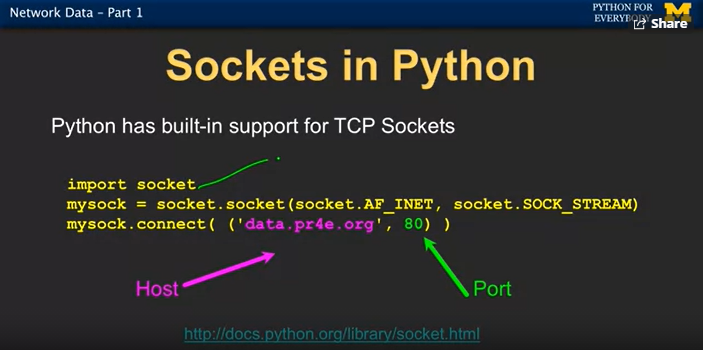 Network Data – Part 1
PYTHON FOR
EVERYBODY
Share
Sockets in Python
Python has built-in support for TCP Sockets
import socket
mysock = socket.socket(socket.AF_INET, socket.SOCK_STREAM)
mysock.connect( ('data.pr4e.org', 80) )
Host
Port
http://docs.python.org/library/socket.html